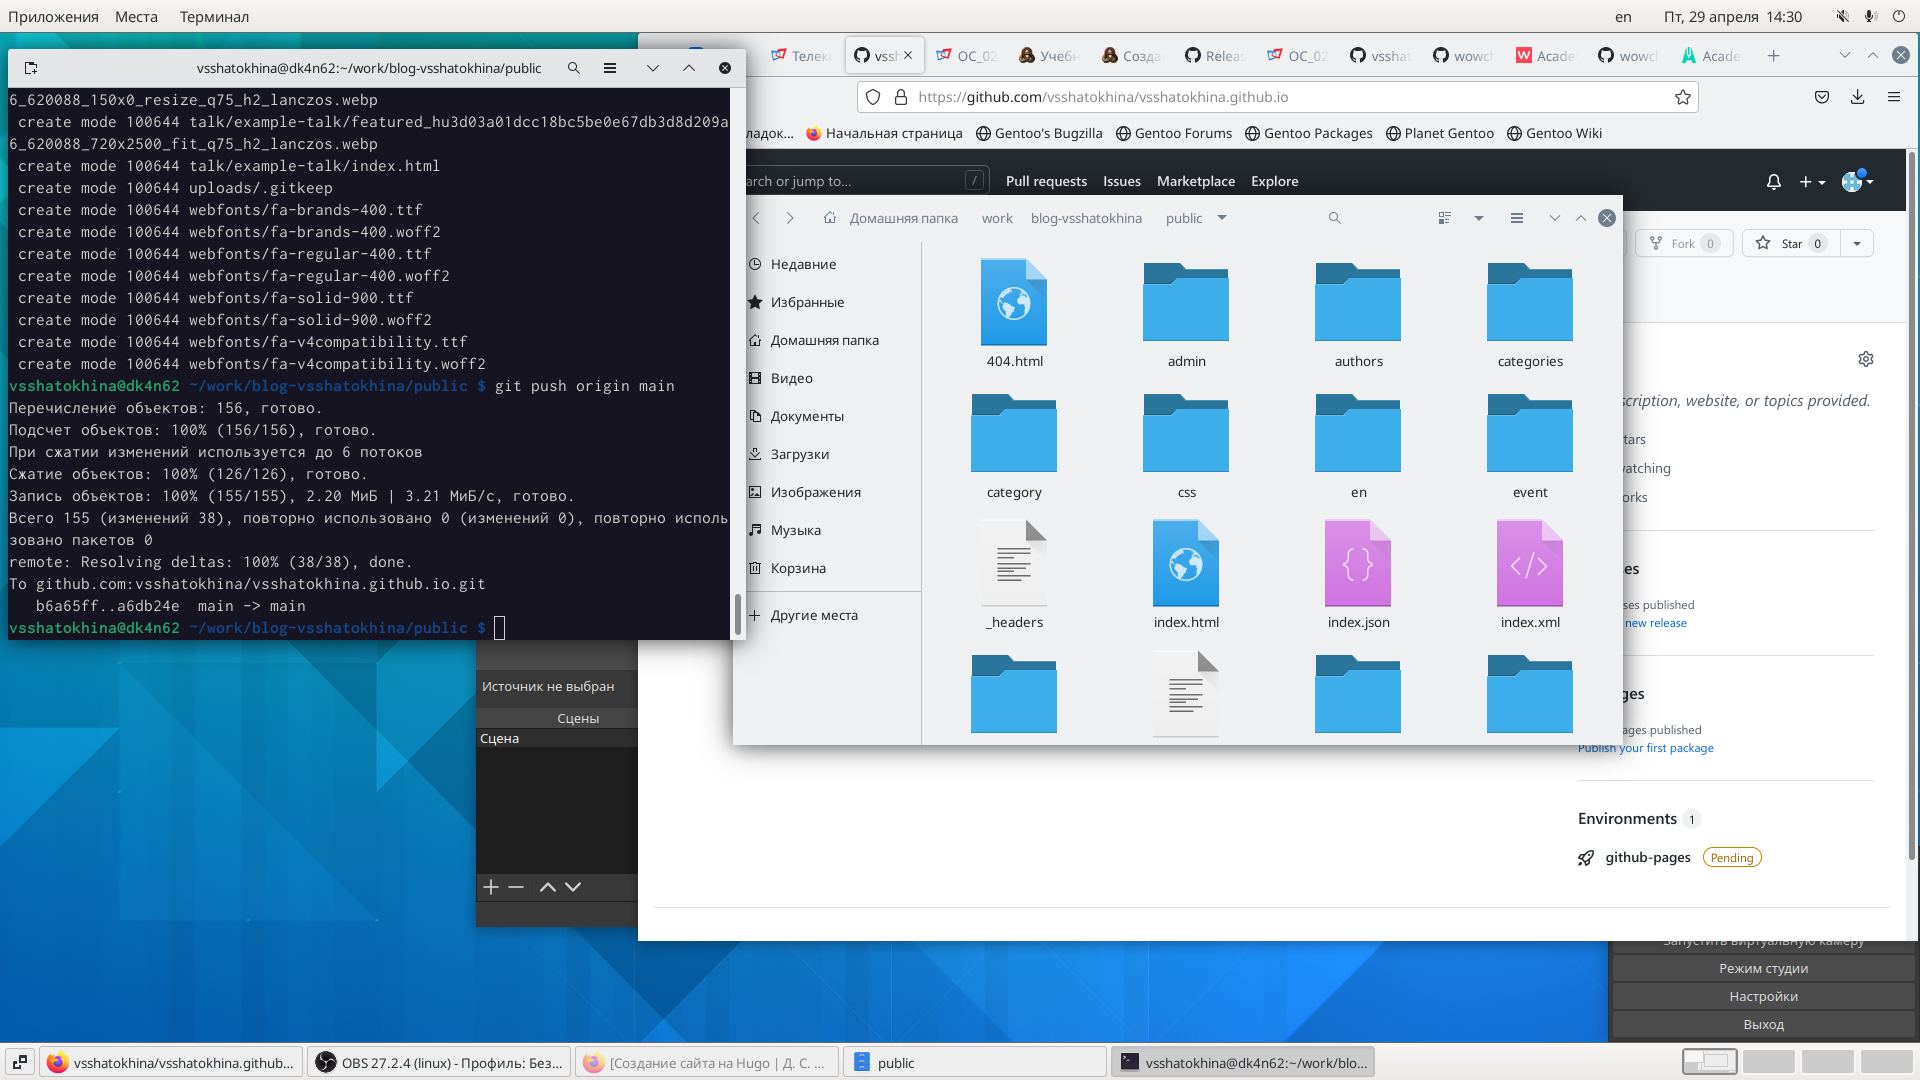 Приложения Места Терминал
en Пт, 29 апреля 14:30
vsshatokhina@dk4n62:~/work/blog-vsshatokhina/public
6_620088_150x0_resize_q75_h2_lanczos.webp
create mode 100644 talk/example-talk/featured_hu3d03a01dcc18bc5be0e67db3d8d209a
6_620088_720x2500_fit_q75_h2_lanczos.webp
create mode 100644 talk/example-talk/index.html
create mode 100644 uploads/.gitkeep
create mode 100644 webfonts/fa-brands-400.ttf
create mode 100644 webfonts/fa-brands-400.woff2
create mode 100644 webfonts/fa-regular-400.ttf
create mode 100644 webfonts/fa-regular-400.woff2
create mode 100644 webfonts/fa-solid-900.ttf
create mode 100644 webfonts/fa-solid-900.woff2
create mode 100644 webfonts/fa-v4compatibility.ttf
create mode 100644 webfonts/fa-v4compatibility.woff2
vsshatokhina@dk4n62 ~/work/blog-vsshatokhina/public $ git push origin main
Перечисление объектов: 156, готово.
Подсчет объектов: 100% (156/156), готово.
При сжатии изменений используется до 6 потоков
Сжатие объектов: 100% (126/126), готово.
Запись объектов: 100% (155/155), 2.20 МиБ | 3.21 МиБ/с, готово.
Всего 155 (изменений 38), повторно использовано 0 (изменений 0), повторно исполь
зовано пакетов 0
remote: Resolving deltas: 100% (38/38), done.
To github.com:vsshatokhina/vsshatokhina.github.io.git
b6a65ff..a6db24e main -> main
vsshatokhina@dk4n62 ~/work/blog-vsshatokhina/public $
Телек vssh ОС_02 Учебн Созда Relea ОС_02 vsshat wowch Acade wowch Acade
https://github.com/vsshatokhina/vsshatokhina.github.io
ладок... Начальная страница Gentoo's Bugzilla Gentoo Forums Gentoo Packages Planet Gentoo Gentoo Wiki
arch or jump to... / Pull requests Issues Marketplace Explore
Fork 0 Star 0
Домашняя папка work blog-vsshatokhina public
Недавние
Избранные
Домашняя папка
Видео
Документы
Загрузки
Изображения
Музыка
Корзина
Другие места
404.html admin authors categories
category css en event
_headers index.html index.json index.xml
cription, website, or topics provided.
tars
atching
orks
es
ses published
new release
ges
ages published
Publish your first package
Environments 1
github-pages Pending
Источник не выбран
Сцены
Сцена
Запустить виртуальную камеру
Режим студии
Настройки
Выход
vsshatokhina/vsshatokhina.github... OBS 27.2.4 (linux) - Профиль: Без... [Создание сайта на Hugo | Д. С. ... public vsshatokhina@dk4n62:~/work/blo...